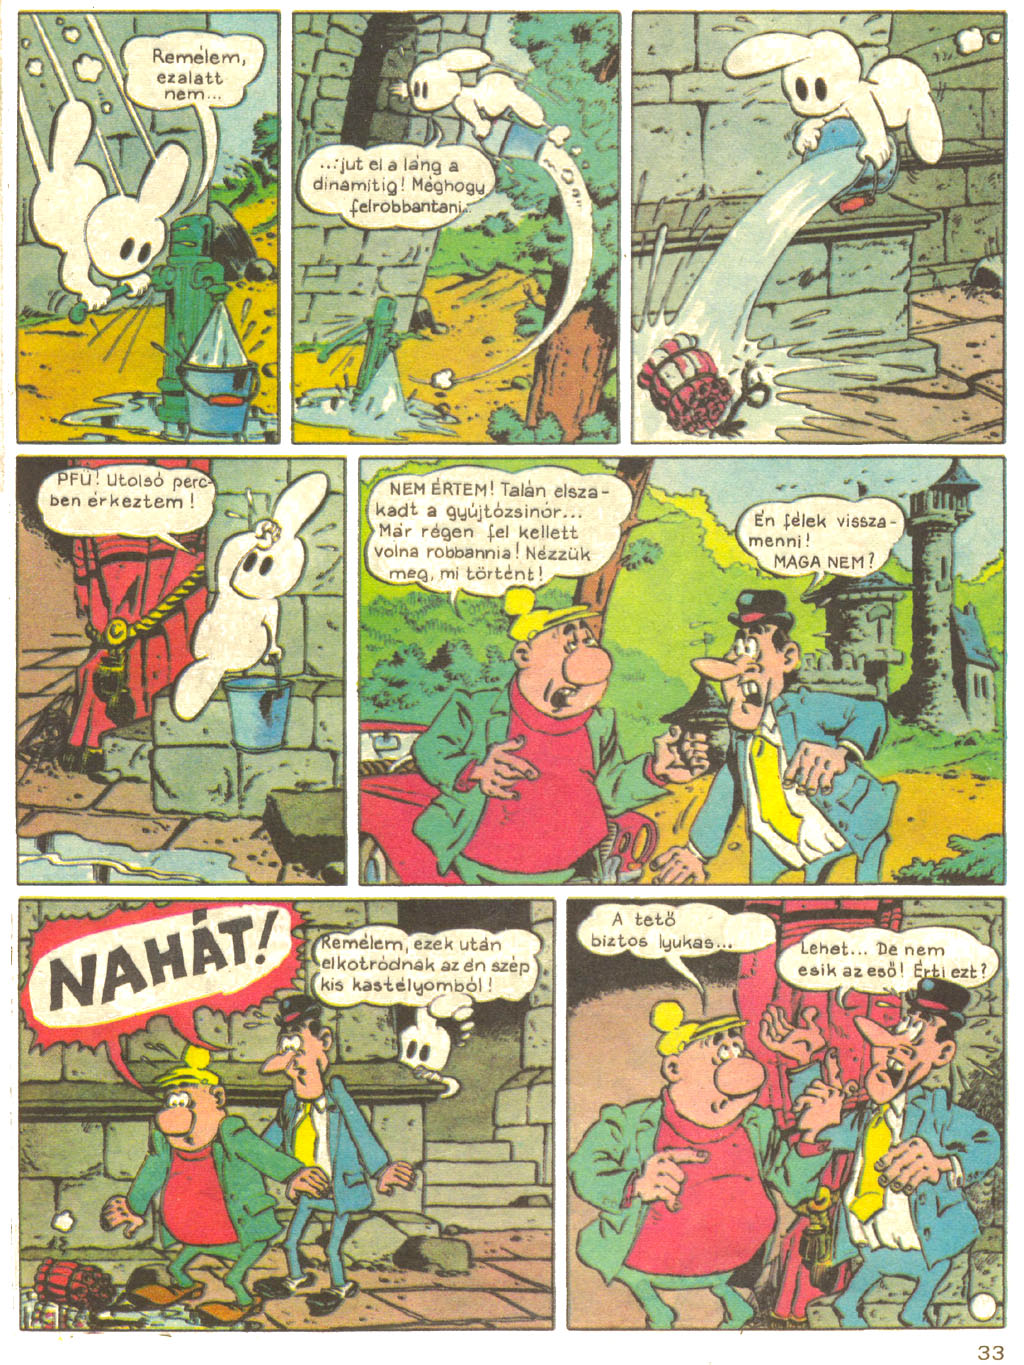 Remélem,
ezalatt
nem...
...jut el a láng a
dinamitig! Méghogy
felrobbantani...
PFÜ! Utolsó perc-
ben érkeztem!
NEM ÉRTEM! Talán elsza-
kadt a gyújtózsinór...
Már régen fel kellett
volna robbannia! Nézzük
meg, mi történt!
Én félek vissza-
menni!
MAGA NEM?
NAHÁT!
Remélem, ezek után
elkotródnak az én szép
kis kastélyomból!
A tető
biztos lyukas...
Lehet... De nem
esik az eső! Érti ezt?
33